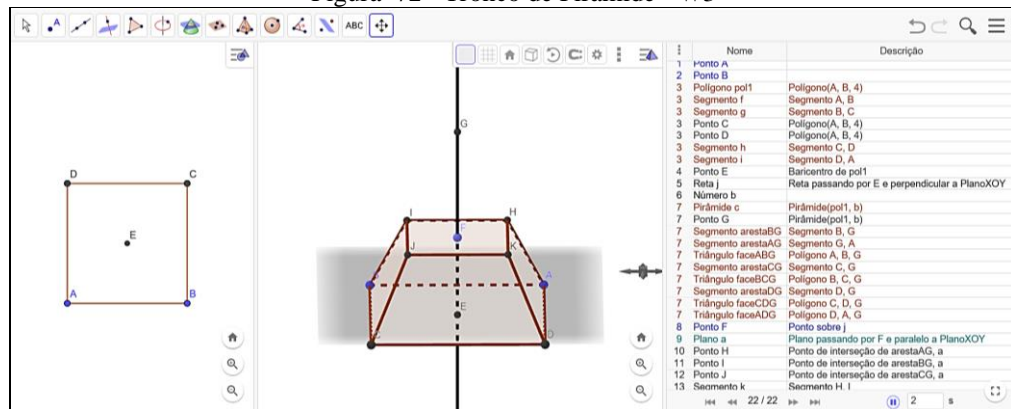 Figura 72 - Tronco de Pirâmide - W3
ABC
D
C
E
A
B
G
I
H
F
J
K
A
E
C
D
Nome Descrição
1 Ponto A
2 Ponto B
3 Polígono pol1 Polígono(A, B, 4)
3 Segmento f Segmento A, B
3 Segmento g Segmento B, C
3 Ponto C Polígono(A, B, 4)
3 Ponto D Polígono(A, B, 4)
3 Segmento h Segmento C, D
3 Segmento i Segmento D, A
4 Ponto E Baricentro de pol1
5 Reta j Reta passando por E e perpendicular a PlanoXOY
6 Número b
7 Pirâmide c Pirâmide(pol1, b)
7 Ponto G Pirâmide(pol1, b)
7 Segmento arestaBG Segmento B, G
7 Segmento arestaAG Segmento G, A
7 Triângulo faceABG Polígono A, B, G
7 Segmento arestaCG Segmento C, G
7 Triângulo faceBCG Polígono B, C, G
7 Segmento arestaDG Segmento D, G
7 Triângulo faceCDG Polígono C, D, G
7 Triângulo faceADG Polígono D, A, G
8 Ponto F Ponto sobre j
9 Plano a Plano passando por F e paralelo a PlanoXOY
10 Ponto H Ponto de interseção de arestaAG, a
11 Ponto I Ponto de interseção de arestaBG, a
12 Ponto J Ponto de interseção de arestaCG, a
13 Segmento k Segmento H, I
22 / 22 2 s